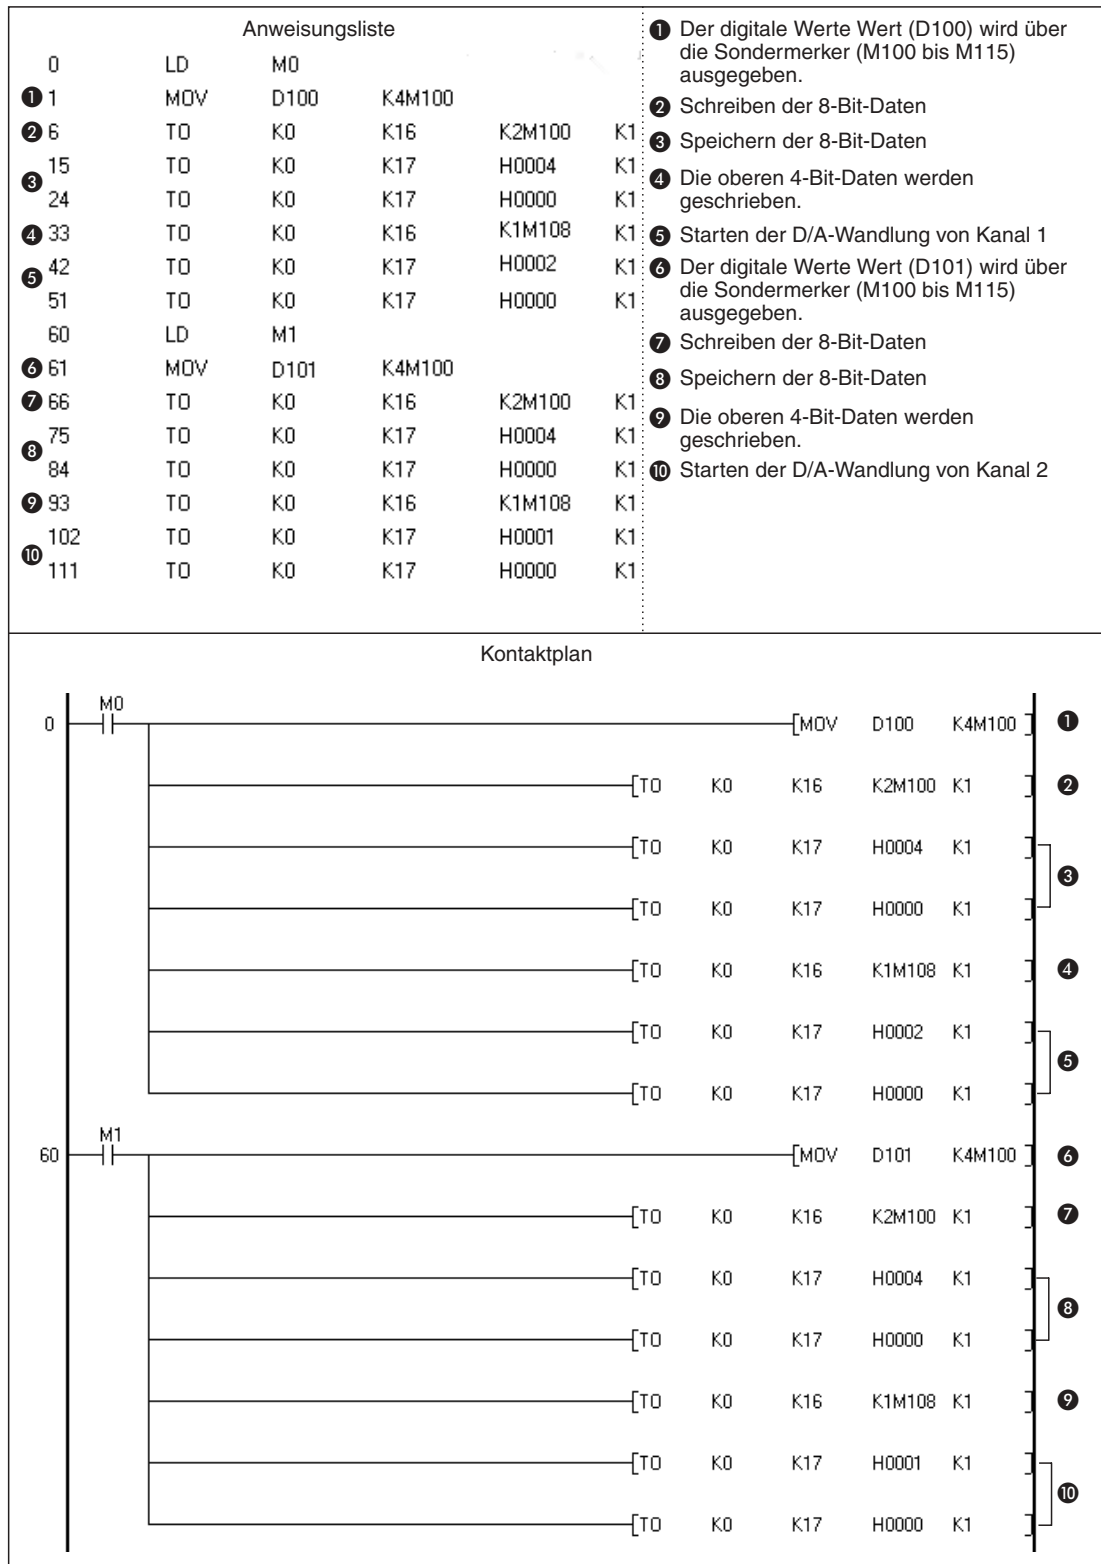 Anweisungsliste
0 LD M0
❶ 1 MOV D100 K4M100
❷ 6 TO K0 K16 K2M100 K1
15 TO K0 K17 H0004 K1
❸
24 TO K0 K17 H0000 K1
❹ 33 TO K0 K16 K1M108 K1
42 TO K0 K17 H0002 K1
❺
51 TO K0 K17 H0000 K1
60 LD M1
❻ 61 MOV D101 K4M100
❼ 66 TO K0 K16 K2M100 K1
75 TO K0 K17 H0004 K1
❽
84 TO K0 K17 H0000 K1
❾ 93 TO K0 K16 K1M108 K1
102 TO K0 K17 H0001 K1
❿
111 TO K0 K17 H0000 K1
❶ Der digitale Werte Wert (D100) wird über
die Sondermerker (M100 bis M115)
ausgegeben.
❷ Schreiben der 8-Bit-Daten
❸ Speichern der 8-Bit-Daten
❹ Die oberen 4-Bit-Daten werden
geschrieben.
❺ Starten der D/A-Wandlung von Kanal 1
❻ Der digitale Werte Wert (D101) wird über
die Sondermerker (M100 bis M115)
ausgegeben.
❼ Schreiben der 8-Bit-Daten
❽ Speichern der 8-Bit-Daten
❾ Die oberen 4-Bit-Daten werden
geschrieben.
❿ Starten der D/A-Wandlung von Kanal 2
Kontaktplan
M0
0 [MOV D100 K4M100 ] ❶
[TO K0 K16 K2M100 K1 ] ❷
[TO K0 K17 H0004 K1 ]
❸
[TO K0 K17 H0000 K1 ]
[TO K0 K16 K1M108 K1 ] ❹
[TO K0 K17 H0002 K1 ]
❺
[TO K0 K17 H0000 K1 ]
M1
60 [MOV D101 K4M100 ] ❻
[TO K0 K16 K2M100 K1 ] ❼
[TO K0 K17 H0004 K1 ]
❽
[TO K0 K17 H0000 K1 ]
[TO K0 K16 K1M108 K1 ] ❾
[TO K0 K17 H0001 K1 ]
❿
[TO K0 K17 H0000 K1 ]